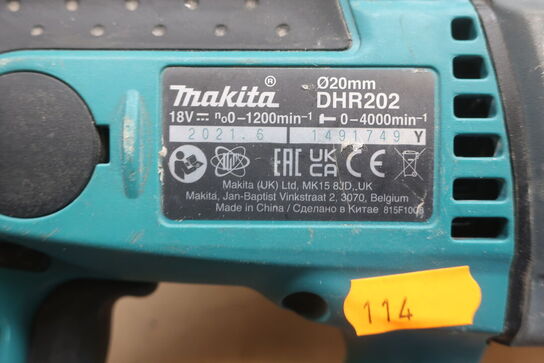 makita® Ø20mm
DHR202
18V⎓ n₀0-1200min⁻¹ 0-4000min⁻¹
2021.6 1491749 Y
EAC UK CA CE
Makita (UK) Ltd, MK15 8JD, UK
Makita, Jan-Baptist Vinkstraat 2, 3070, Belgium
Made in China / Сделано в Китае
114